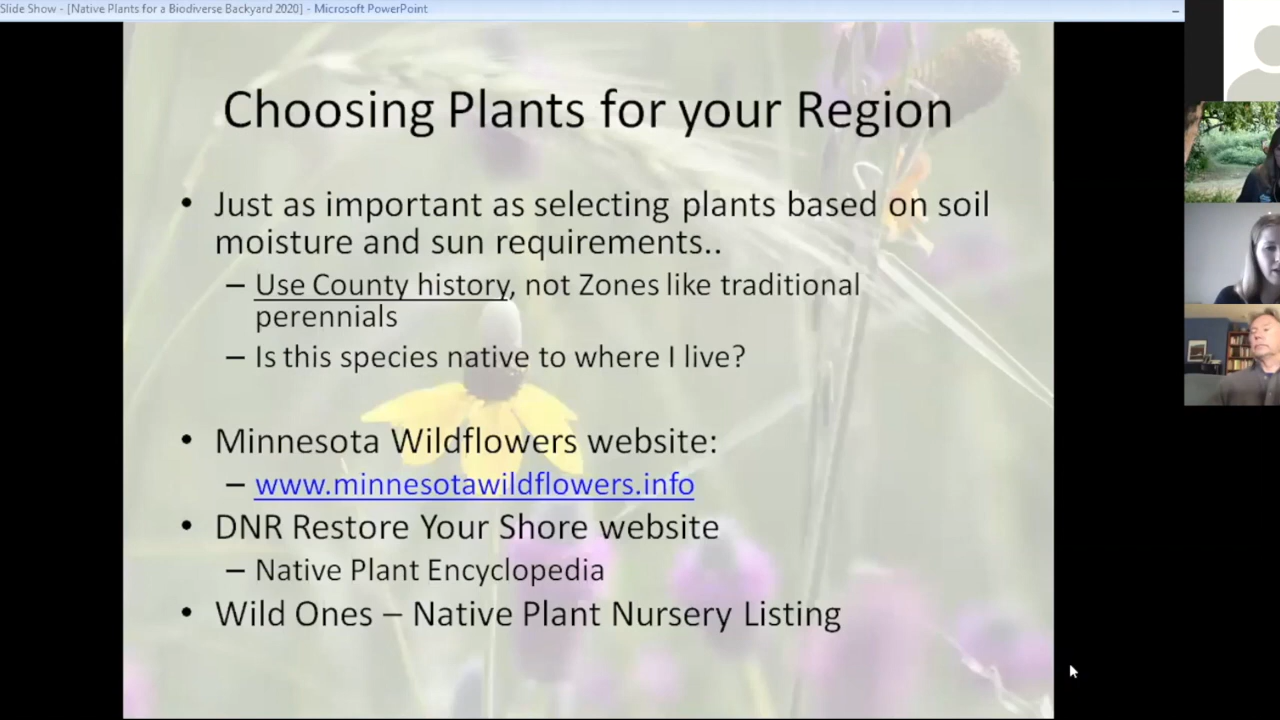 Slide Show - [Native Plants for a Biodiverse Backyard 2020] - Microsoft PowerPoint
Choosing Plants for your Region
• Just as important as selecting plants based on soil
moisture and sun requirements..
– Use County history, not Zones like traditional
perennials
– Is this species native to where I live?
• Minnesota Wildflowers website:
– www.minnesotawildflowers.info
• DNR Restore Your Shore website
– Native Plant Encyclopedia
• Wild Ones – Native Plant Nursery Listing